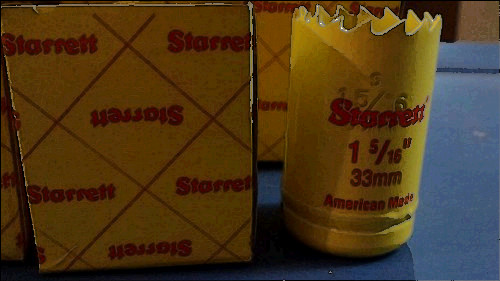 Starrett Starrett
Starrett
Starrett Starrett
Starrett
Starrett
1 5/16"
33mm
American Made